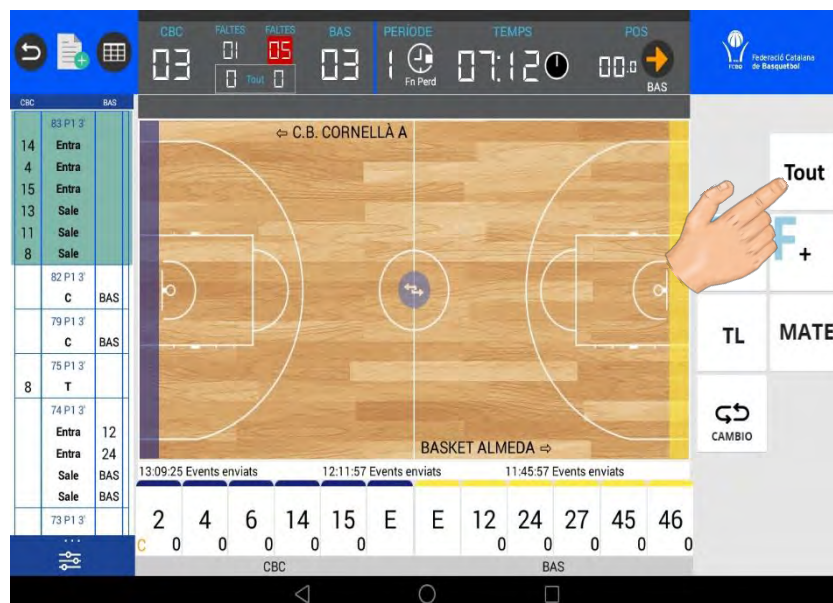 CBC FALTES FALTES BAS PERÍODE TEMPS POS
03 01 05 03 1 07:12 00:.0
0 Tout 0 Fn Perd BAS
FCBQ Federació Catalana de Basquetbol
CBC BAS
83 P1 3'
14 Entra
4 Entra
15 Entra
13 Sale
11 Sale
8 Sale
82 P1 3'
C BAS
79 P1 3'
C BAS
75 P1 3'
8 T
74 P1 3'
Entra 12
Entra 24
Sale BAS
Sale BAS
73 P1 3'
...
⇦ C.B. CORNELLÀ A
BASKET ALMEDA ⇨
13:09:25 Events enviats 12:11:57 Events enviats 11:45:57 Events enviats
2 4 6 14 15 E E 12 24 27 45 46
C 0 0 0 0 0 0 0 0 0 0
CBC BAS
Tout
F +
TL MATE
CAMBIO